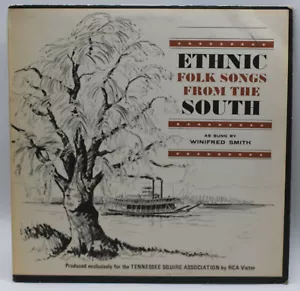 ETHNIC
FOLK SONGS
FROM THE
SOUTH
AS SUNG BY
WINIFRED SMITH
Produced exclusively for the TENNESSEE SQUIRE ASSOCIATION by RCA Victor